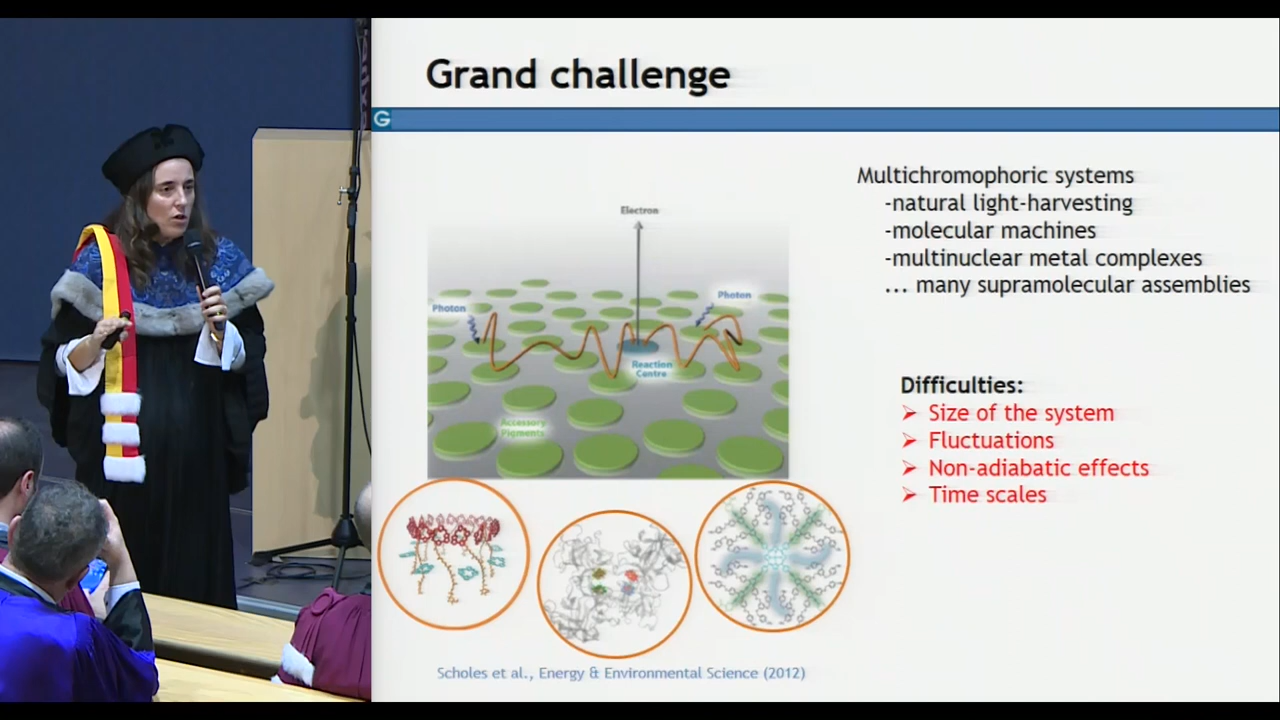 Grand challenge
G
Multichromophoric systems
-natural light-harvesting
-molecular machines
-multinuclear metal complexes
... many supramolecular assemblies
Electron
Photon
Photon
Reaction
Centre
Accessory
Pigments
Difficulties:
➢ Size of the system
➢ Fluctuations
➢ Non-adiabatic effects
➢ Time scales
Scholes et al., Energy & Environmental Science (2012)